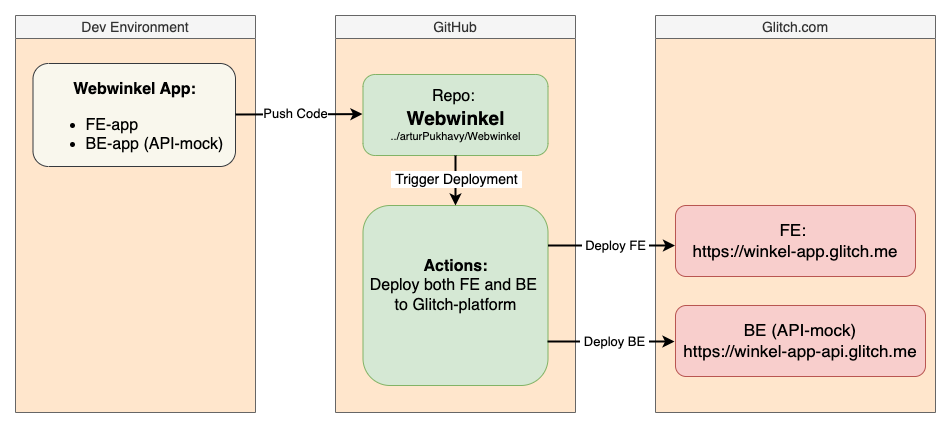 Dev Environment
GitHub
Glitch.com
Webwinkel App:
• FE-app
• BE-app (API-mock)
Push Code
Repo:
Webwinkel
../arturPukhavy/Webwinkel
Trigger Deployment
Actions:
Deploy both FE and BE
to Glitch-platform
Deploy FE
FE:
https://winkel-app.glitch.me
Deploy BE
BE (API-mock)
https://winkel-app-api.glitch.me